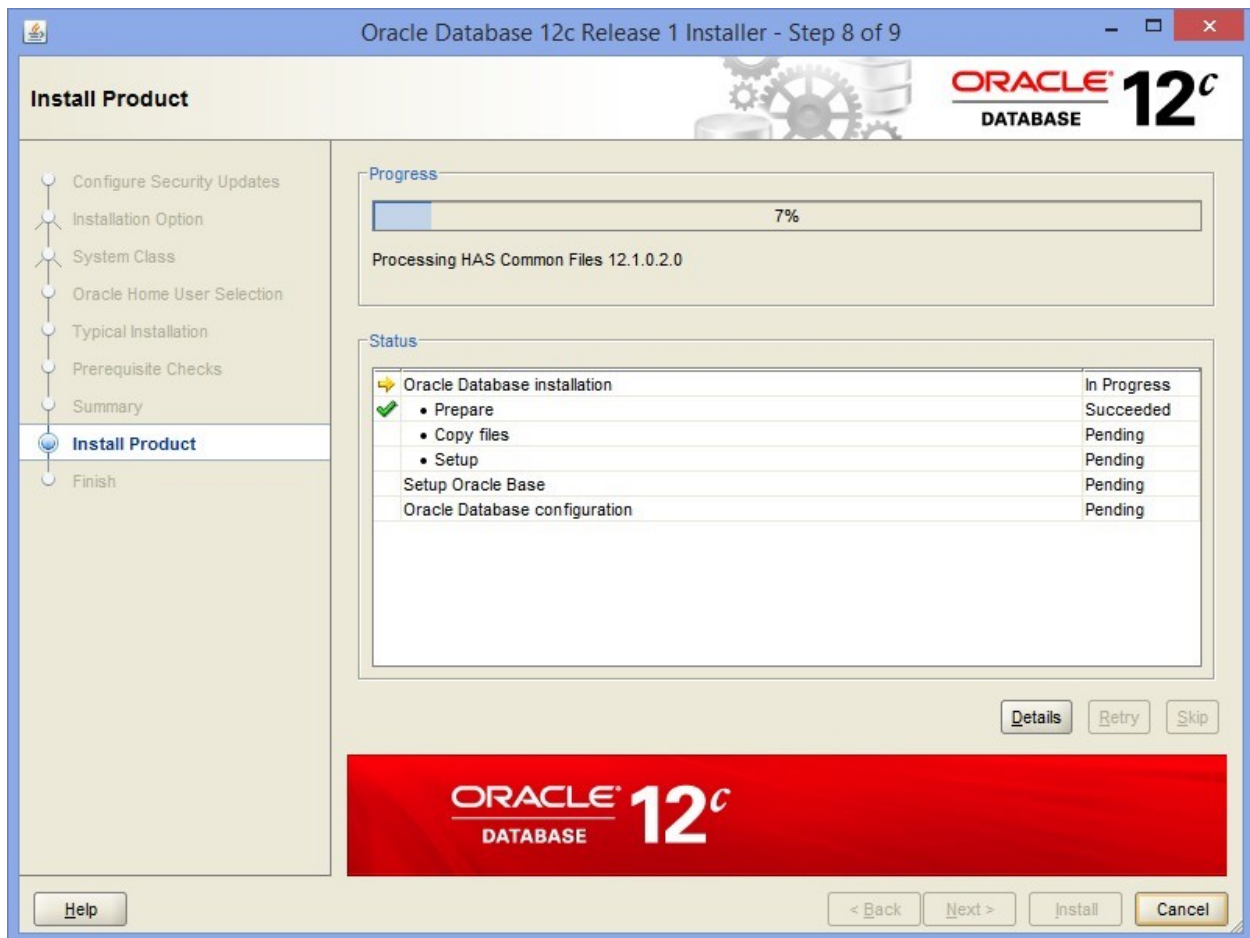 Oracle Database 12c Release 1 Installer - Step 8 of 9
Install Product
ORACLE®
DATABASE
12c
Configure Security Updates
Installation Option
System Class
Oracle Home User Selection
Typical Installation
Prerequisite Checks
Summary
Install Product
Finish
Progress
7%
Processing HAS Common Files 12.1.0.2.0
Status
Oracle Database installation In Progress
• Prepare Succeeded
• Copy files Pending
• Setup Pending
Setup Oracle Base Pending
Oracle Database configuration Pending
Details Retry Skip
ORACLE®
DATABASE
12c
Help < Back Next > Install Cancel